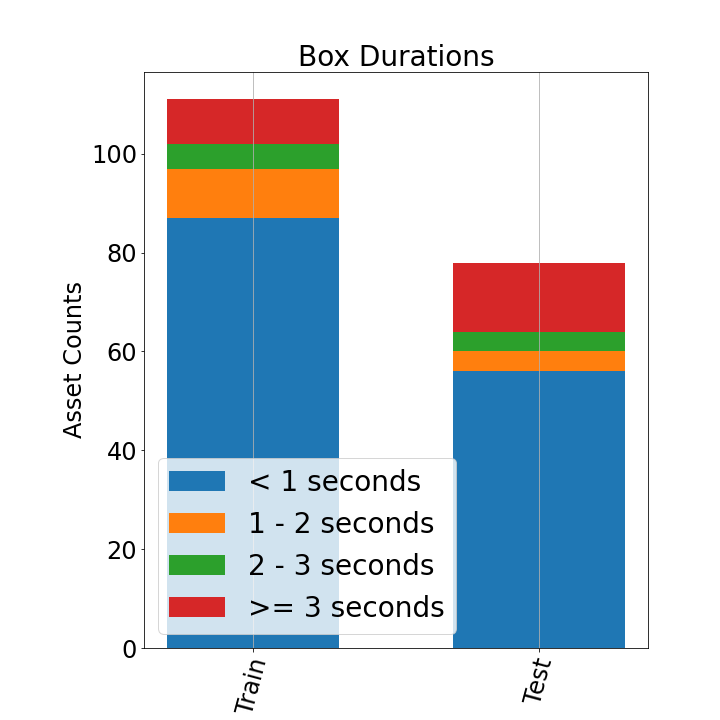 Box Durations
Asset Counts
100
80
60
40
20
0
< 1 seconds
1 - 2 seconds
2 - 3 seconds
>= 3 seconds
Train
Test